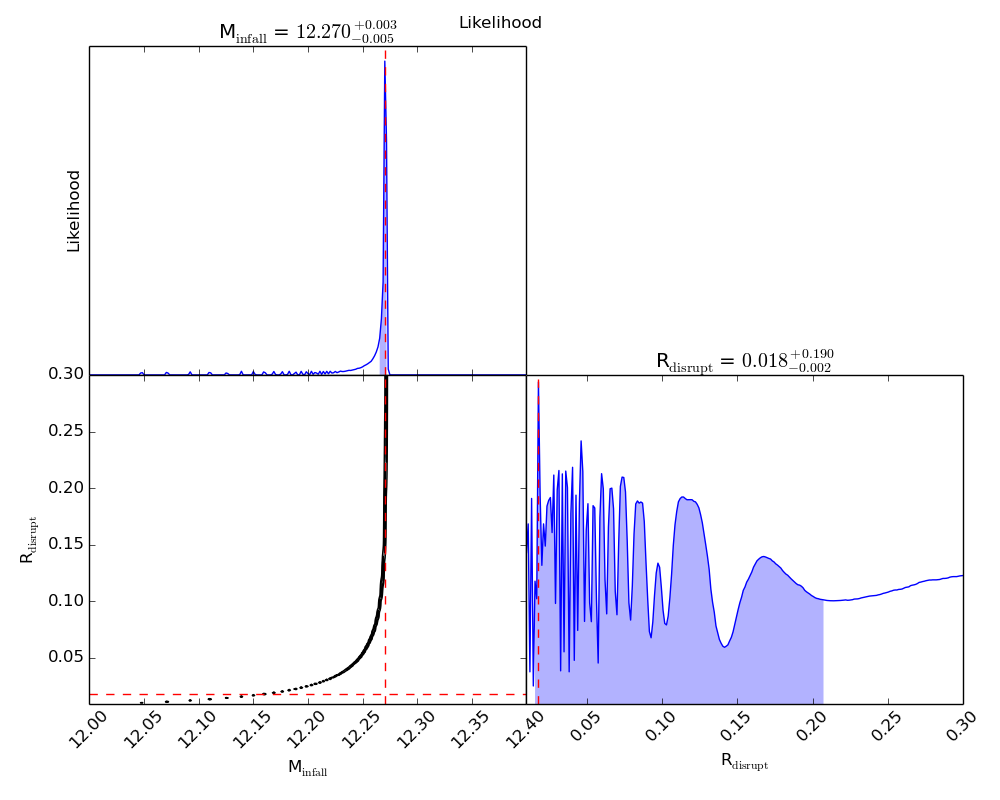 Likelihood
M_infall = 12.270^{+0.003}_{-0.005}
Likelihood
R_disrupt = 0.018^{+0.190}_{-0.002}
0.30
0.25
0.20
0.15
0.10
0.05
R_disrupt
12.00 12.05 12.10 12.15 12.20 12.25 12.30 12.35 12.40
M_infall
0.05 0.10 0.15 0.20 0.25 0.30
R_disrupt